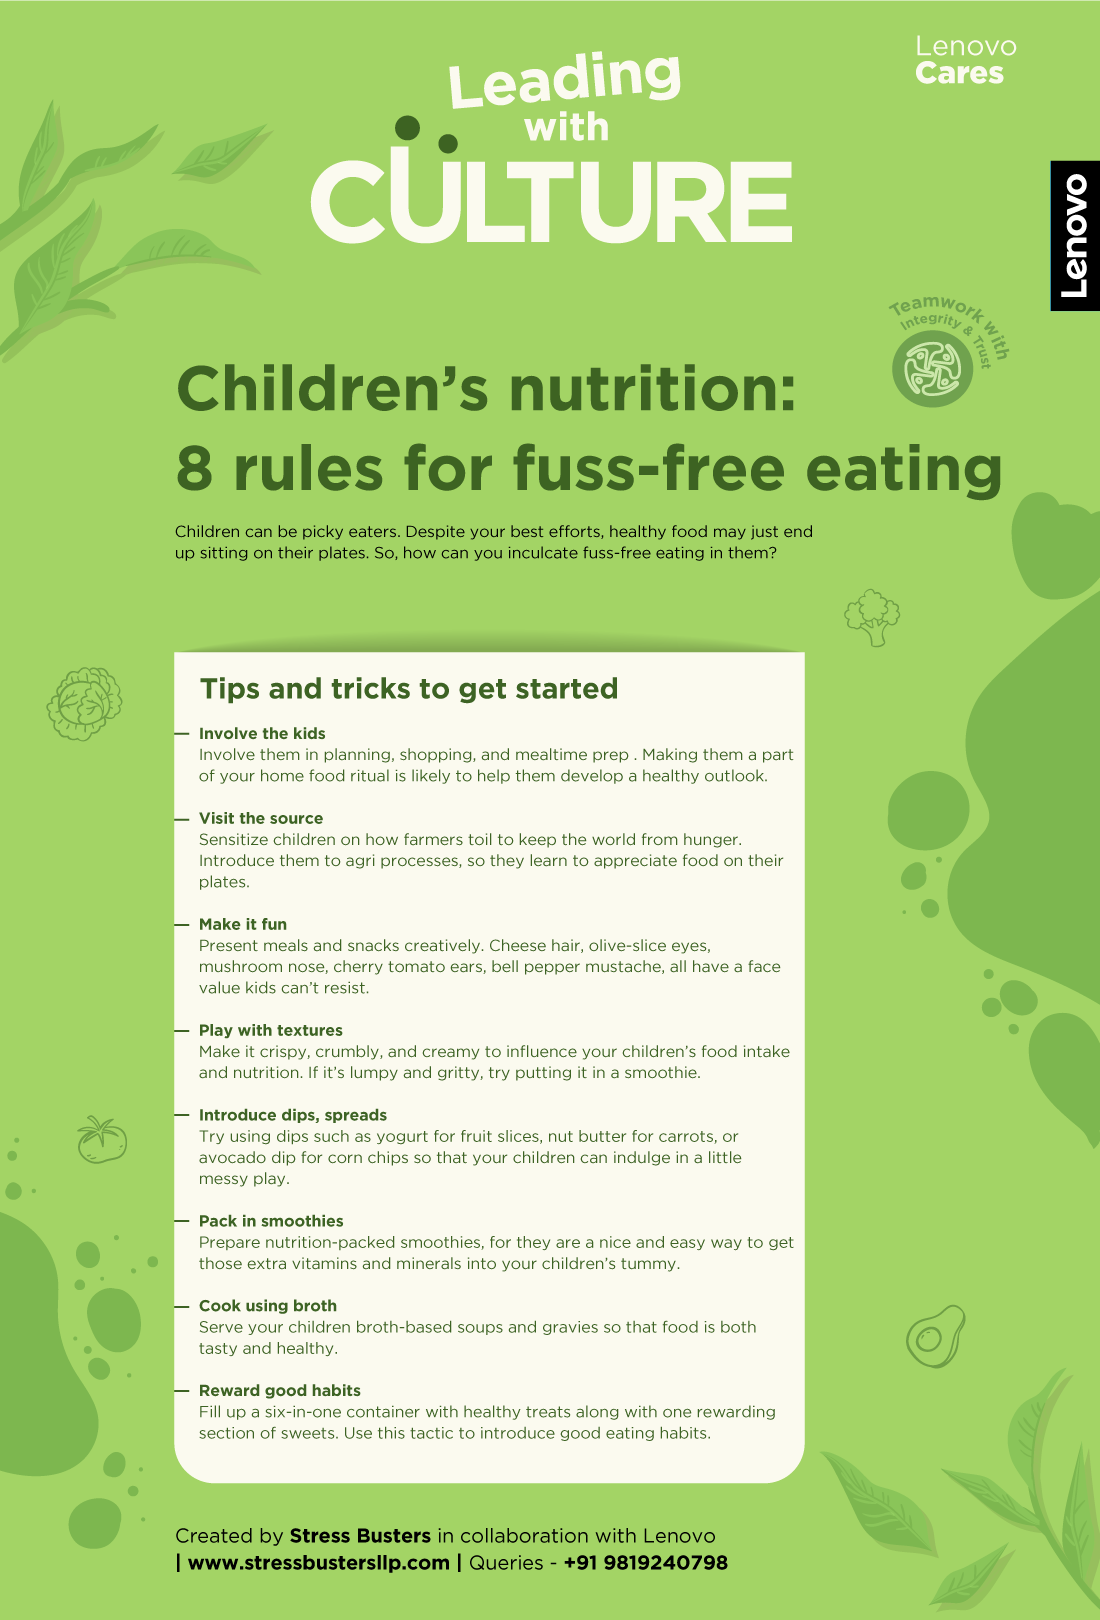 Lenovo
Cares
Leading
with
CÜLTURE
Lenovo
Teamwork with
Integrity & Trust
Children’s nutrition:
8 rules for fuss-free eating
Children can be picky eaters. Despite your best efforts, healthy food may just end
up sitting on their plates. So, how can you inculcate fuss-free eating in them?
Tips and tricks to get started
Involve the kids
Involve them in planning, shopping, and mealtime prep . Making them a part
of your home food ritual is likely to help them develop a healthy outlook.
Visit the source
Sensitize children on how farmers toil to keep the world from hunger.
Introduce them to agri processes, so they learn to appreciate food on their
plates.
Make it fun
Present meals and snacks creatively. Cheese hair, olive-slice eyes,
mushroom nose, cherry tomato ears, bell pepper mustache, all have a face
value kids can’t resist.
Play with textures
Make it crispy, crumbly, and creamy to influence your children’s food intake
and nutrition. If it’s lumpy and gritty, try putting it in a smoothie.
Introduce dips, spreads
Try using dips such as yogurt for fruit slices, nut butter for carrots, or
avocado dip for corn chips so that your children can indulge in a little
messy play.
Pack in smoothies
Prepare nutrition-packed smoothies, for they are a nice and easy way to get
those extra vitamins and minerals into your children’s tummy.
Cook using broth
Serve your children broth-based soups and gravies so that food is both
tasty and healthy.
Reward good habits
Fill up a six-in-one container with healthy treats along with one rewarding
section of sweets. Use this tactic to introduce good eating habits.
Created by Stress Busters in collaboration with Lenovo
| www.stressbustersllp.com | Queries - +91 9819240798